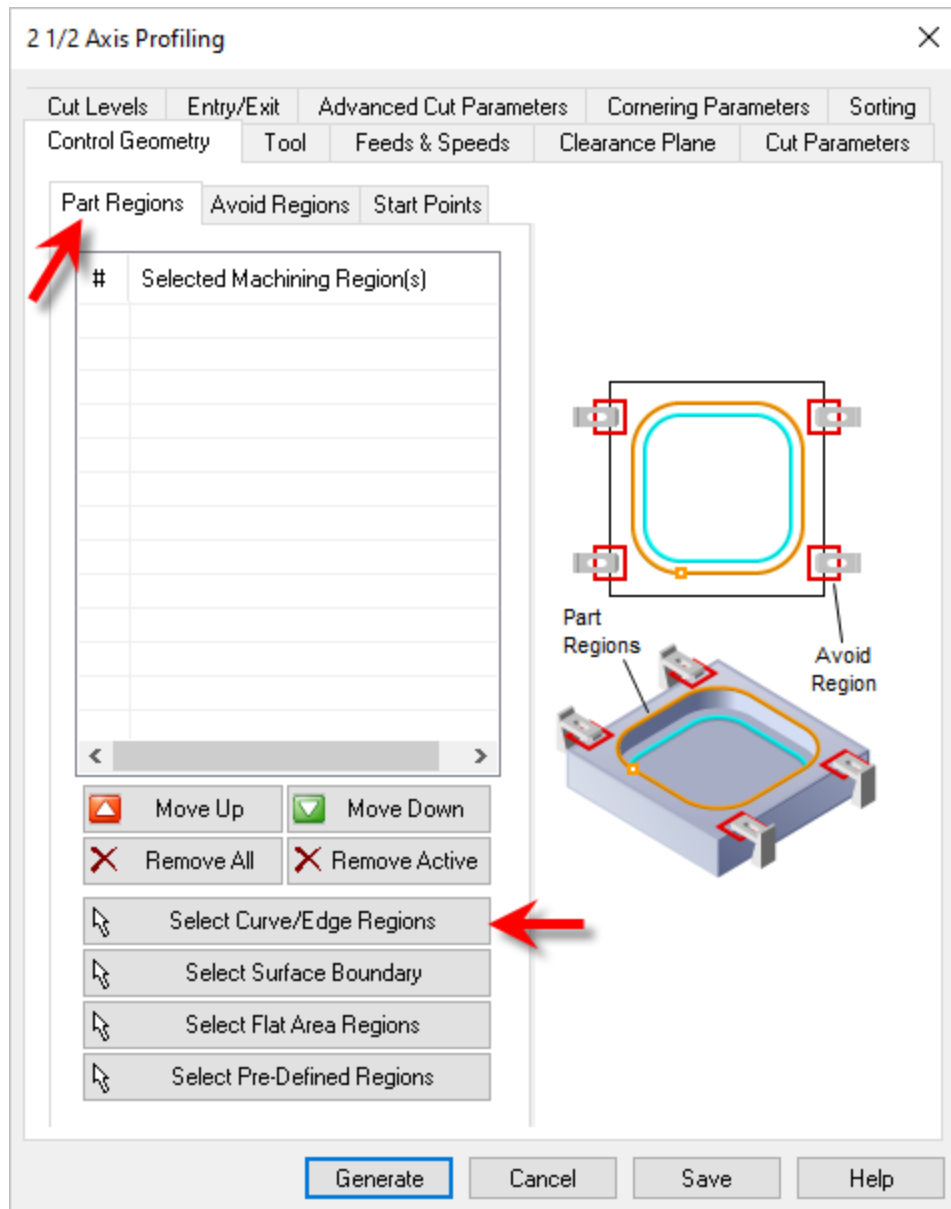 2 1/2 Axis Profiling
Cut Levels Entry/Exit Advanced Cut Parameters Cornering Parameters Sorting
Control Geometry Tool Feeds & Speeds Clearance Plane Cut Parameters
Part Regions Avoid Regions Start Points
# Selected Machining Region(s)
Part
Regions
Avoid
Region
Move Up Move Down
Remove All Remove Active
Select Curve/Edge Regions
Select Surface Boundary
Select Flat Area Regions
Select Pre-Defined Regions
Generate Cancel Save Help